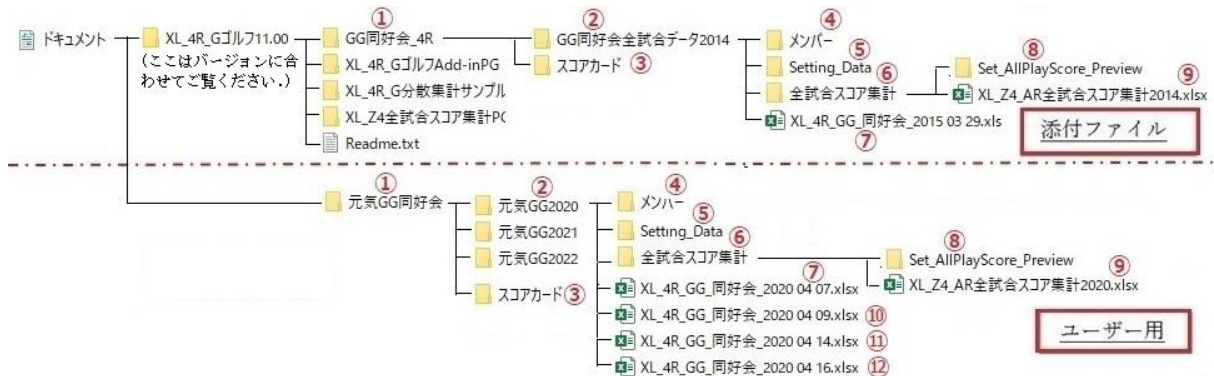 ① ② ④
ドキュメント XL_4R_Gゴルフ11.00 GG同好会_4R GG同好会全試合データ2014 メンバー
(ここはバージョンに合わせてご覧ください.)
XL_4R_GゴルフAdd-inPG スコアカード ③ Setting_Data ⑤ ⑧
XL_4R_G分散集計サンプル 全試合スコア集計 ⑥ Set_AllPlayScore_Preview
XL_Z4全試合スコア集計PC XL_4R_GG_同好会_2015 03 29.xls XL_Z4_AR全試合スコア集計2014.xlsx ⑨
Readme.txt ⑦ 添付ファイル
① ② ④
元気GG同好会 元気GG2020 メンバー
元気GG2021 Setting_Data ⑤
元気GG2022 全試合スコア集計 ⑥ Set_AllPlayScore_Preview ⑧
スコアカード ③ XL_4R_GG_同好会_2020 04 07.xlsx ⑦ XL_Z4_AR全試合スコア集計2020.xlsx ⑨
XL_4R_GG_同好会_2020 04 09.xlsx ⑩
XL_4R_GG_同好会_2020 04 14.xlsx ⑪ ユーザー用
XL_4R_GG_同好会_2020 04 16.xlsx ⑫